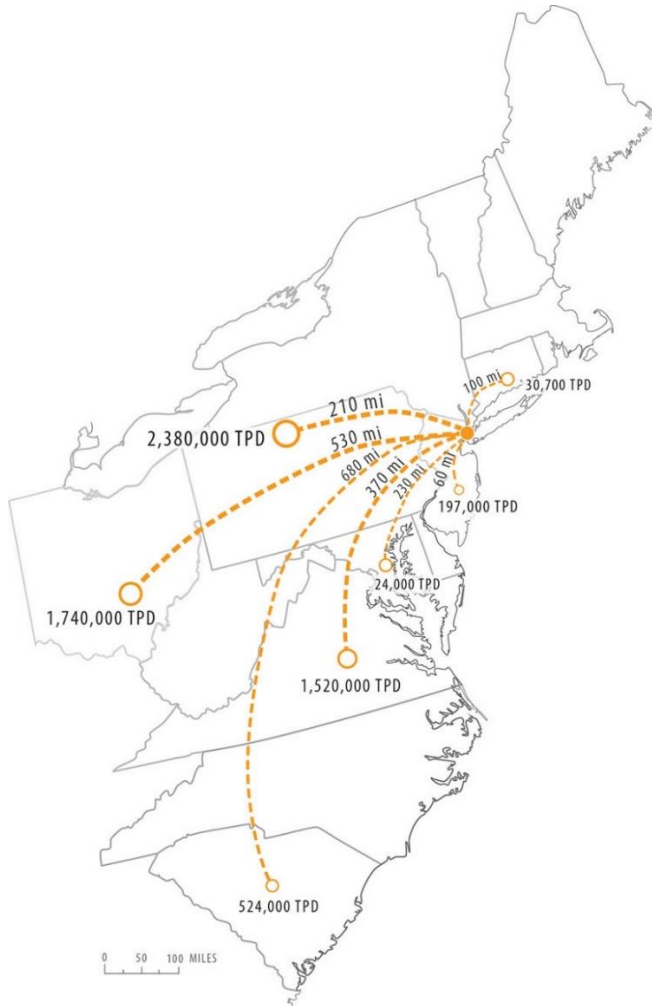 100 mi
30,700 TPD
210 mi
2,380,000 TPD
530 mi
680 mi
370 mi
230 mi
60 mi
197,000 TPD
24,000 TPD
1,740,000 TPD
1,520,000 TPD
524,000 TPD
0 50 100 MILES